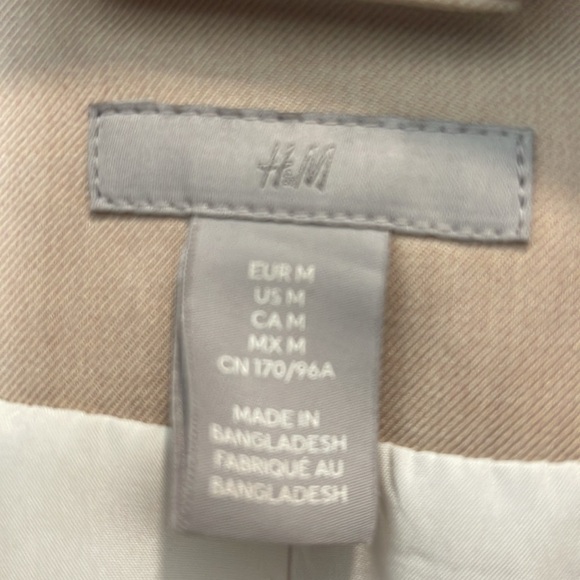 H&M
EUR M
US M
CA M
MX M
CN 170/96A
MADE IN
BANGLADESH
FABRIQUÉ AU
BANGLADESH